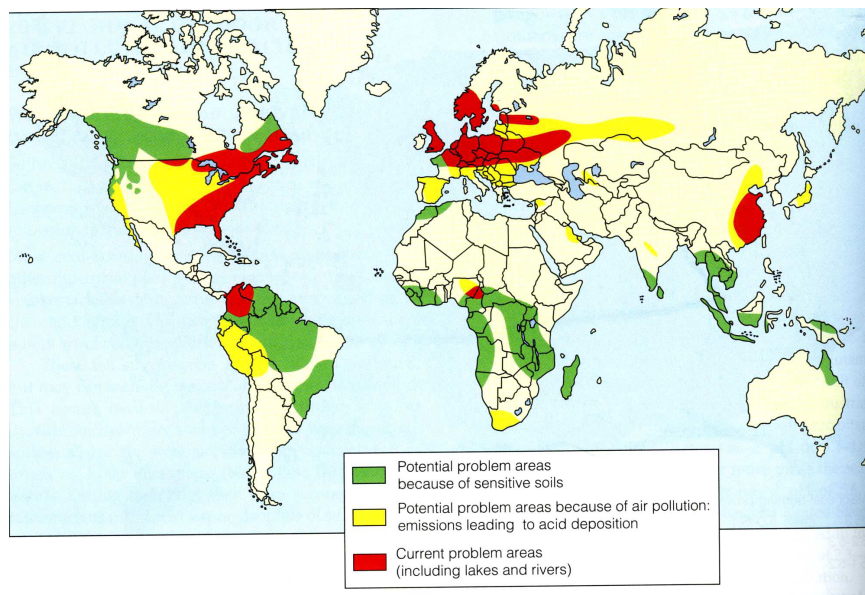 Potential problem areas
because of sensitive soils
Potential problem areas because of air pollution:
emissions leading to acid deposition
Current problem areas
(including lakes and rivers)